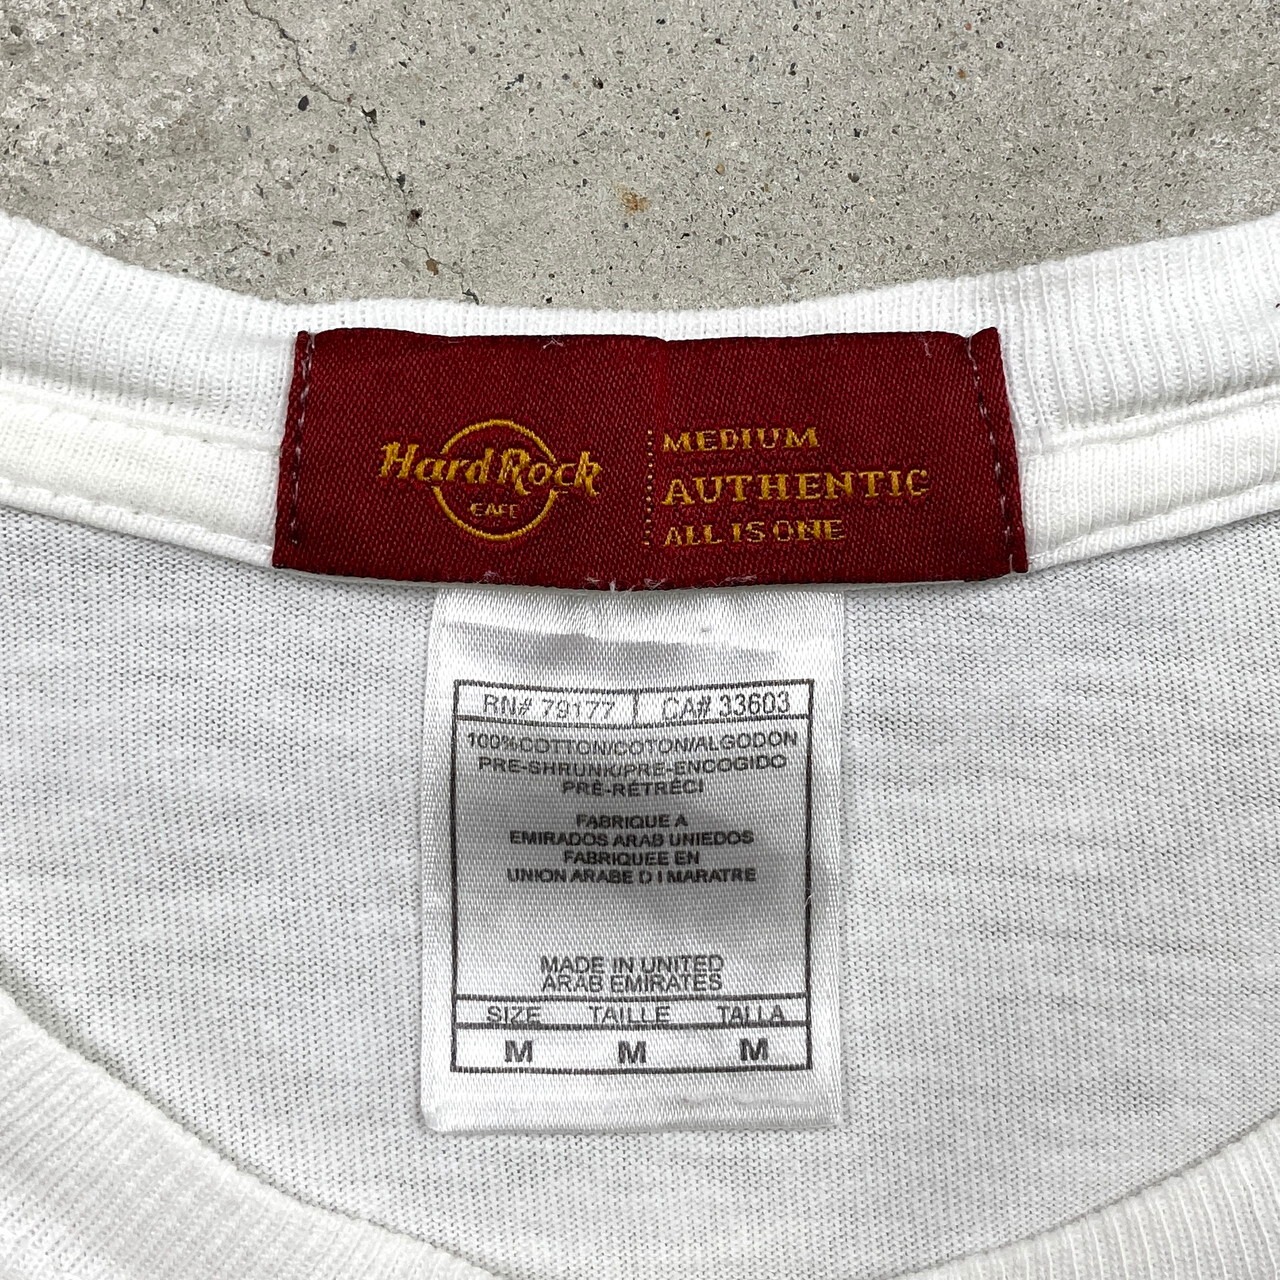 Hard Rock
CAFE
MEDIUM
AUTHENTIC
ALL IS ONE
RN# 79177 | CA# 33603
100%COTTON/COTON/ALGODON
PRE-SHRUNK/PRE-ENCOGIDO
PRÉ-RÉTRÉCI
FABRIQUE A
EMIRADOS ARAB UNIEDOS
FABRIQUEE EN
UNION ARABE D I MARATRE
MADE IN UNITED
ARAB EMIRATES
SIZE TAILLE TALLA
M M M